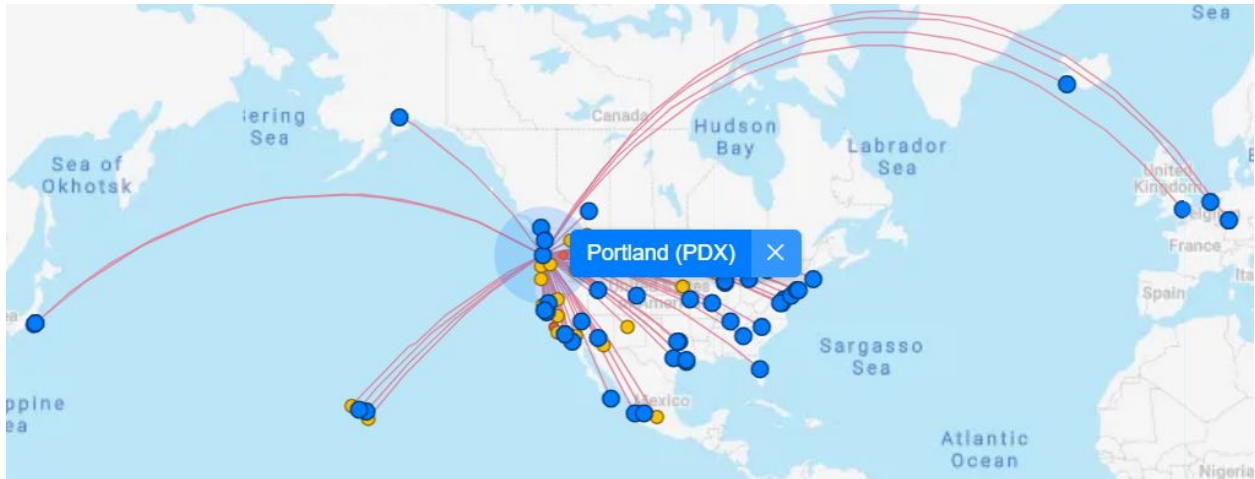 Sea
Canada
Hudson
Bay
Labrador
Sea
Sea of
Okhotsk
ering
Sea
United
Kingdom
Portland (PDX)
France
Spain
Sargasso
Sea
Mexico
ppine
ea
Atlantic
Ocean
Nigeria